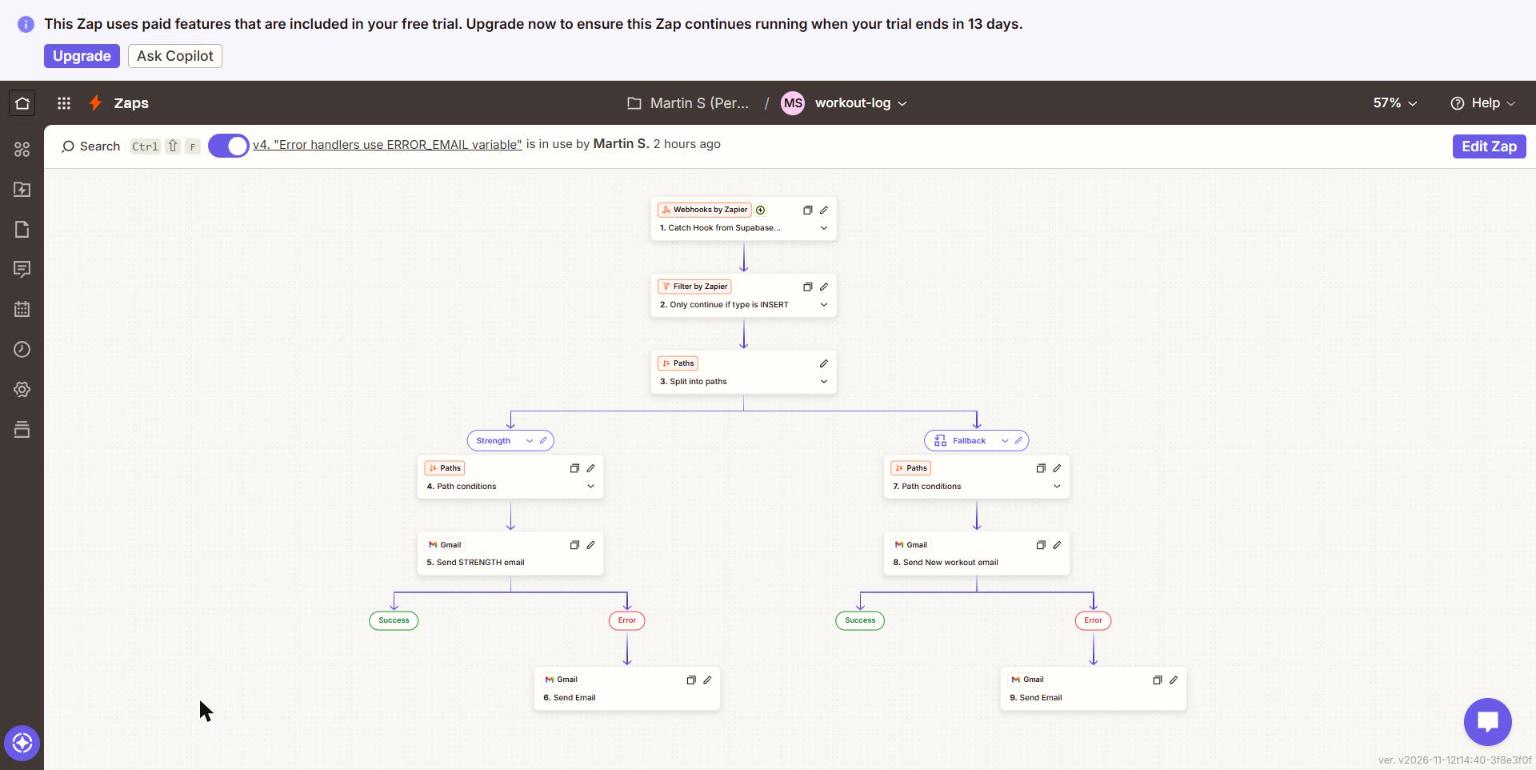 This Zap uses paid features that are included in your free trial. Upgrade now to ensure this Zap continues running when your trial ends in 13 days.
Upgrade Ask Copilot
Zaps
Martin S (Per... / MS workout-log
57% Help
Search Ctrl ⇧ F v4. "Error handlers use ERROR_EMAIL variable" is in use by Martin S. 2 hours ago
Edit Zap
Webhooks by Zapier
1. Catch Hook from Supabase...
Filter by Zapier
2. Only continue if type is INSERT
Paths
3. Split into paths
Strength
Paths
4. Path conditions
Gmail
5. Send STRENGTH email
Success
Error
Gmail
6. Send Email
Fallback
Paths
7. Path conditions
Gmail
8. Send New workout email
Success
Error
Gmail
9. Send Email
ver. v2026-11-12t14:40-3f8e3f0f